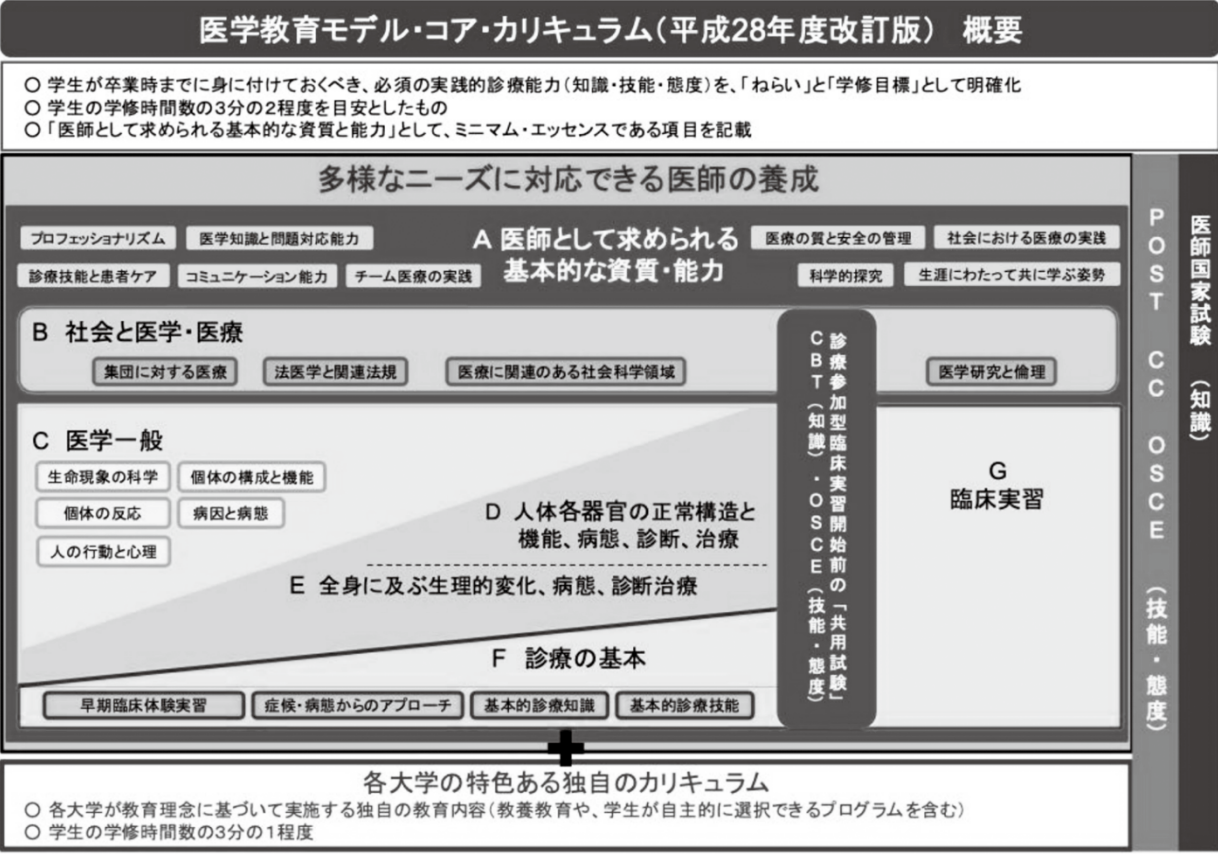 医学教育モデル・コア・カリキュラム（平成28年度改訂版）　概要
○ 学生が卒業時までに身に付けておくべき、必須の実践的診療能力（知識・技能・態度）を、「ねらい」と「学修目標」として明確化
○ 学生の学修時間数の3分の2程度を目安としたもの
○ 「医師として求められる基本的な資質と能力」として、ミニマム・エッセンスである項目を記載
多様なニーズに対応できる医師の養成
A 医師として求められる
基本的な資質・能力
プロフェッショナリズム
医学知識と問題対応能力
診療技能と患者ケア
コミュニケーション能力
チーム医療の実践
医療の質と安全の管理
社会における医療の実践
科学的探究
生涯にわたって共に学ぶ姿勢
B 社会と医学・医療
集団に対する医療
法医学と関連法規
医療に関連のある社会科学領域
医学研究と倫理
C 医学一般
生命現象の科学
個体の構成と機能
個体の反応
病因と病態
人の行動と心理
D 人体各器官の正常構造と
機能、病態、診断、治療
E 全身に及ぶ生理的変化、病態、診断治療
F 診療の基本
早期臨床体験実習
症候・病態からのアプローチ
基本的診療知識
基本的診療技能
診療参加型臨床実習開始前の「共用試験」
CBT（知識）・OSCE（技能・態度）
G
臨床実習
POST CC OSCE （技能・態度）
医師国家試験 （知識）
＋
各大学の特色ある独自のカリキュラム
○ 各大学が教育理念に基づいて実施する独自の教育内容（教養教育や、学生が自主的に選択できるプログラムを含む）
○ 学生の学修時間数の3分の1程度